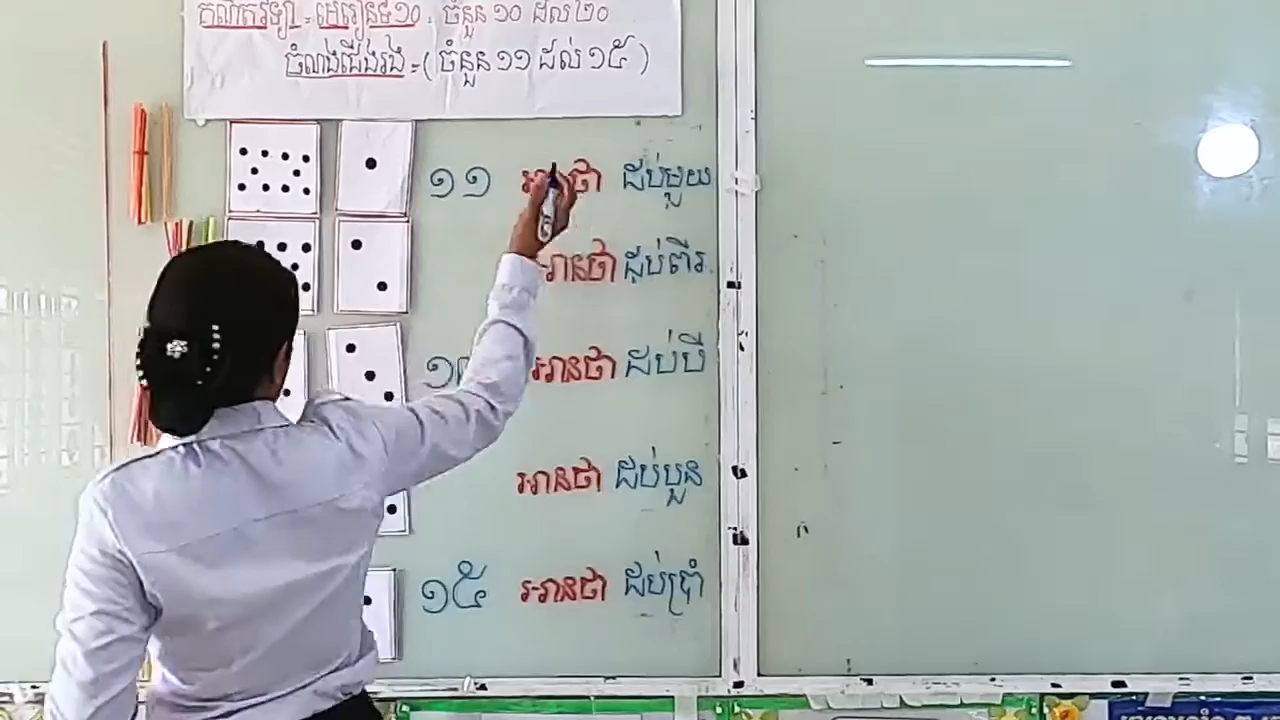 គណិតវិទ្យា = មេរៀនទី១០ : ចំនួន ១០ ដល់ ២០
ចំណងជើងរង = ( ចំនួន ១១ ដល់ ១៥ )
១១ អានថា ដប់មួយ
អានថា ដប់ពីរ
១ អានថា ដប់បី
អានថា ដប់បួន
១៥ អានថា ដប់ប្រាំ